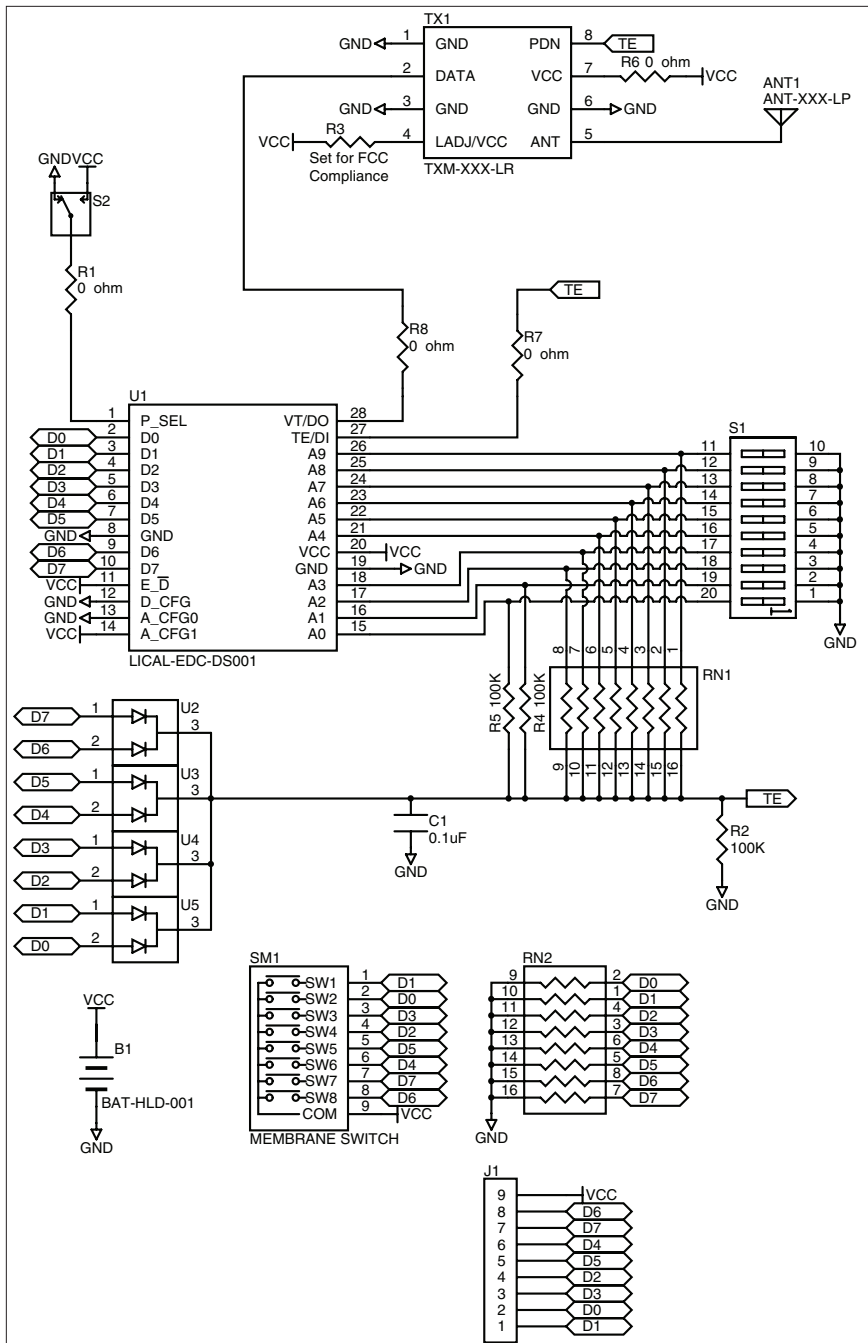 TX1
GND 1 GND PDN 8 TE
2 DATA VCC 7 R6 0 ohm VCC
GND 3 GND GND 6 GND
VCC R3 4 LADJ/VCC ANT 5
Set for FCC
Compliance
TXM-XXX-LR
ANT1
ANT-XXX-LP
GND VCC
S2
R1
0 ohm
R8
0 ohm
TE
R7
0 ohm
U1
1 P_SEL VT/DO 28
D0 2 D0 TE/DI 27
D1 3 D1 A9 26
D2 4 D2 A8 25
D3 5 D3 A7 24
D4 6 D4 A6 23
D5 7 D5 A5 22
GND 8 GND A4 21
D6 9 D6 VCC 20 VCC
D7 10 D7 GND 19 GND
VCC 11 E_D A3 18
GND 12 D_CFG A2 17
GND 13 A_CFG0 A1 16
VCC 14 A_CFG1 A0 15
LICAL-EDC-DS001
S1
11 10
12 9
13 8
14 7
15 6
16 5
17 4
18 3
19 2
20 1
GND
R5 100K
R4 100K
8 7 6 5 4 3 2 1
RN1
9 10 11 12 13 14 15 16
D7 1 U2
3
D6 2
D5 1 U3
3
D4 2
D3 1 U4
3
D2 2
D1 1 U5
3
D0 2
C1
0.1uF
GND
TE
R2
100K
GND
VCC
B1
BAT-HLD-001
GND
SM1
SW1 1 D1
SW2 2 D0
SW3 3 D3
SW4 4 D2
SW5 5 D5
SW6 6 D4
SW7 7 D7
SW8 8 D6
COM 9 VCC
MEMBRANE SWITCH
RN2
9 2 D0
10 1 D1
11 4 D2
12 3 D3
13 6 D4
14 5 D5
15 8 D6
16 7 D7
GND
J1
9 VCC
8 D6
7 D7
6 D4
5 D5
4 D2
3 D3
2 D0
1 D1